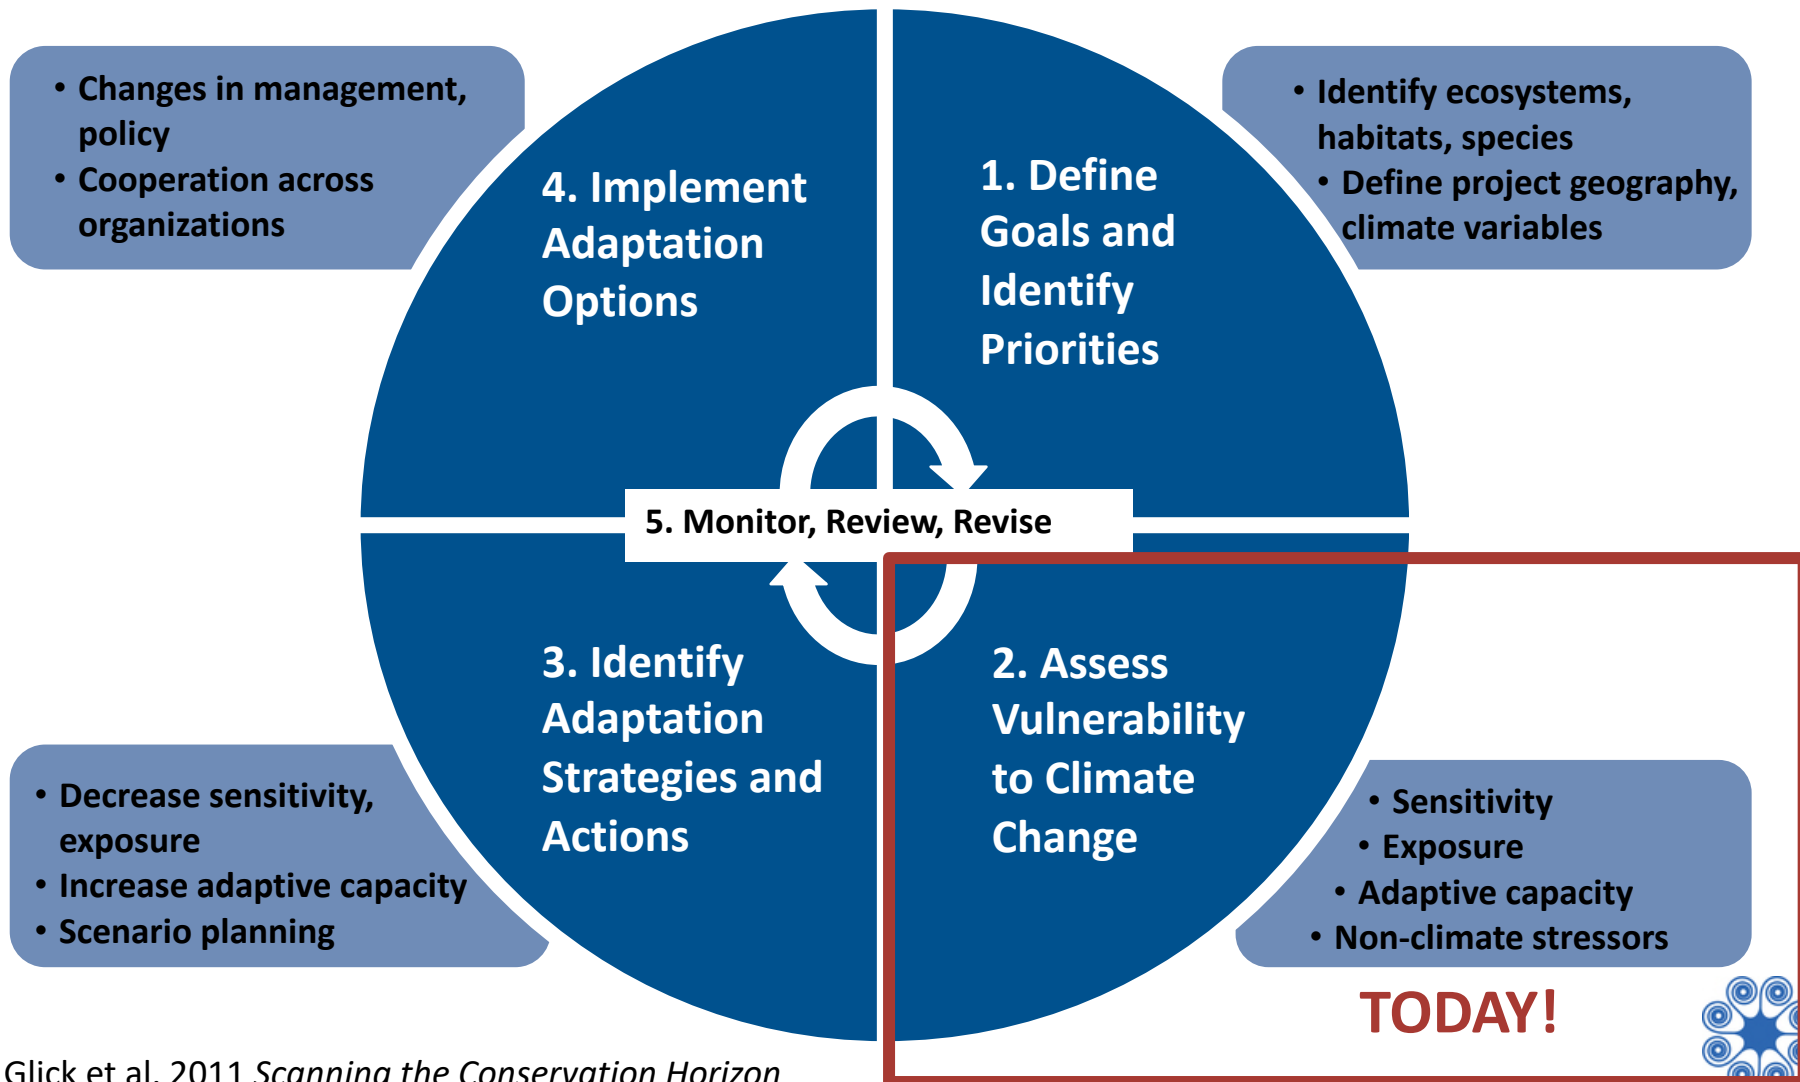 • Changes in management,
policy
• Cooperation across
organizations
4. Implement
Adaptation
Options
1. Define
Goals and
Identify
Priorities
• Identify ecosystems,
habitats, species
• Define project geography,
climate variables
5. Monitor, Review, Revise
3. Identify
Adaptation
Strategies and
Actions
• Decrease sensitivity,
exposure
• Increase adaptive capacity
• Scenario planning
2. Assess
Vulnerability
to Climate
Change
• Sensitivity
• Exposure
• Adaptive capacity
• Non-climate stressors
TODAY!
Glick et al. 2011 Scanning the Conservation Horizon